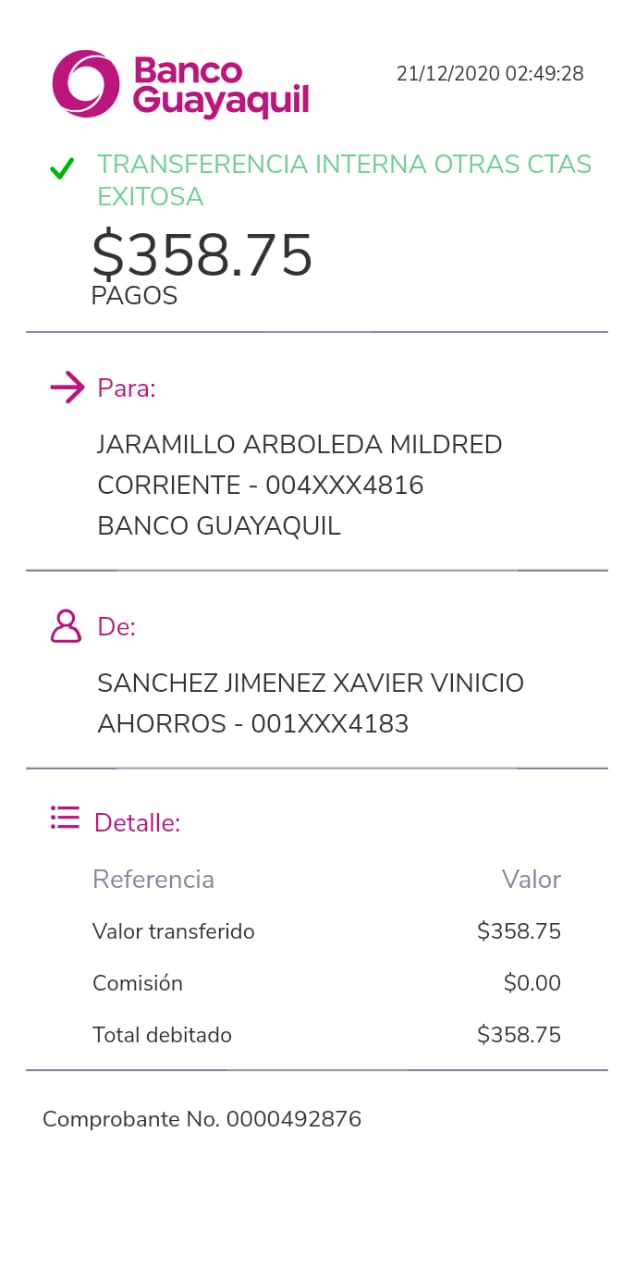 Banco
Guayaquil
21/12/2020 02:49:28
TRANSFERENCIA INTERNA OTRAS CTAS
EXITOSA
$358.75
PAGOS
Para:
JARAMILLO ARBOLEDA MILDRED
CORRIENTE - 004XXX4816
BANCO GUAYAQUIL
De:
SANCHEZ JIMENEZ XAVIER VINICIO
AHORROS - 001XXX4183
Detalle:
Referencia Valor
Valor transferido $358.75
Comisión $0.00
Total debitado $358.75
Comprobante No. 0000492876